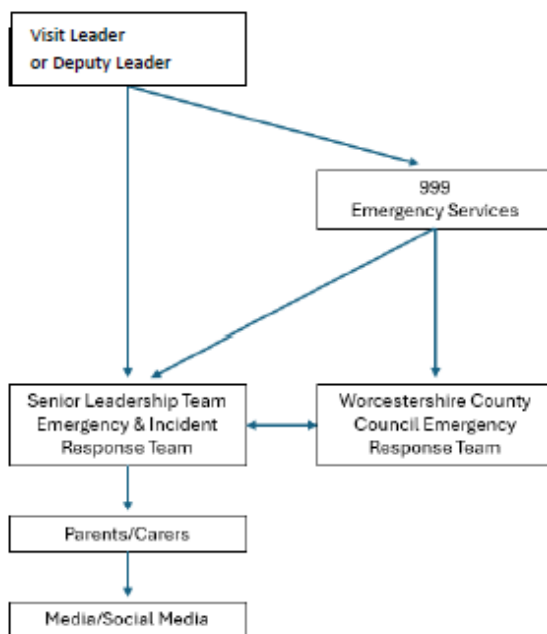 Visit Leader
or Deputy Leader
999
Emergency Services
Senior Leadership Team
Emergency & Incident
Response Team
Worcestershire County
Council Emergency
Response Team
Parents/Carers
Media/Social Media